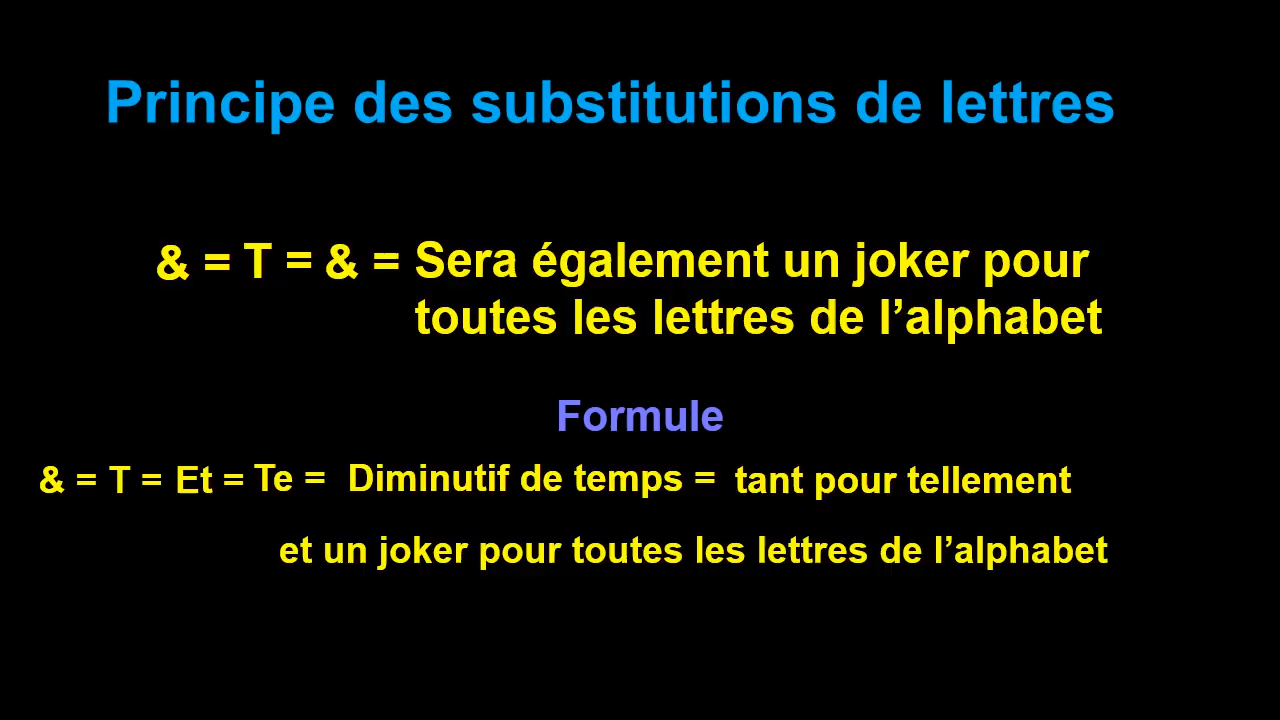 Principe des substitutions de lettres
& = T = & = Sera également un joker pour
toutes les lettres de l’alphabet
Formule
& = T = Et = Te = Diminutif de temps = tant pour tellement
et un joker pour toutes les lettres de l’alphabet